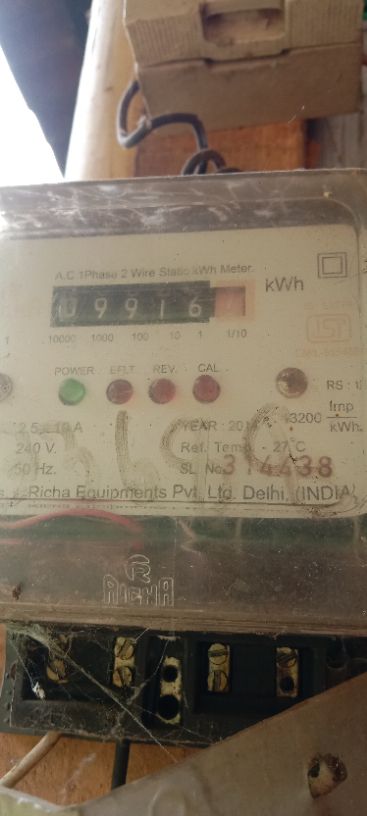 A.C 1Phase 2 Wire Static kWh Meter
kWh
09916
10000 1000 100 10 1 1/10
POWER E.F.LT. REV. CAL.
3200 imp/kWh
2.5 - 10 A
240 V. Ref. Temp. - 27°C
50 Hz. SL No. 314438
Richa Equipments Pvt. Ltd. Delhi, (INDIA)
RICHA